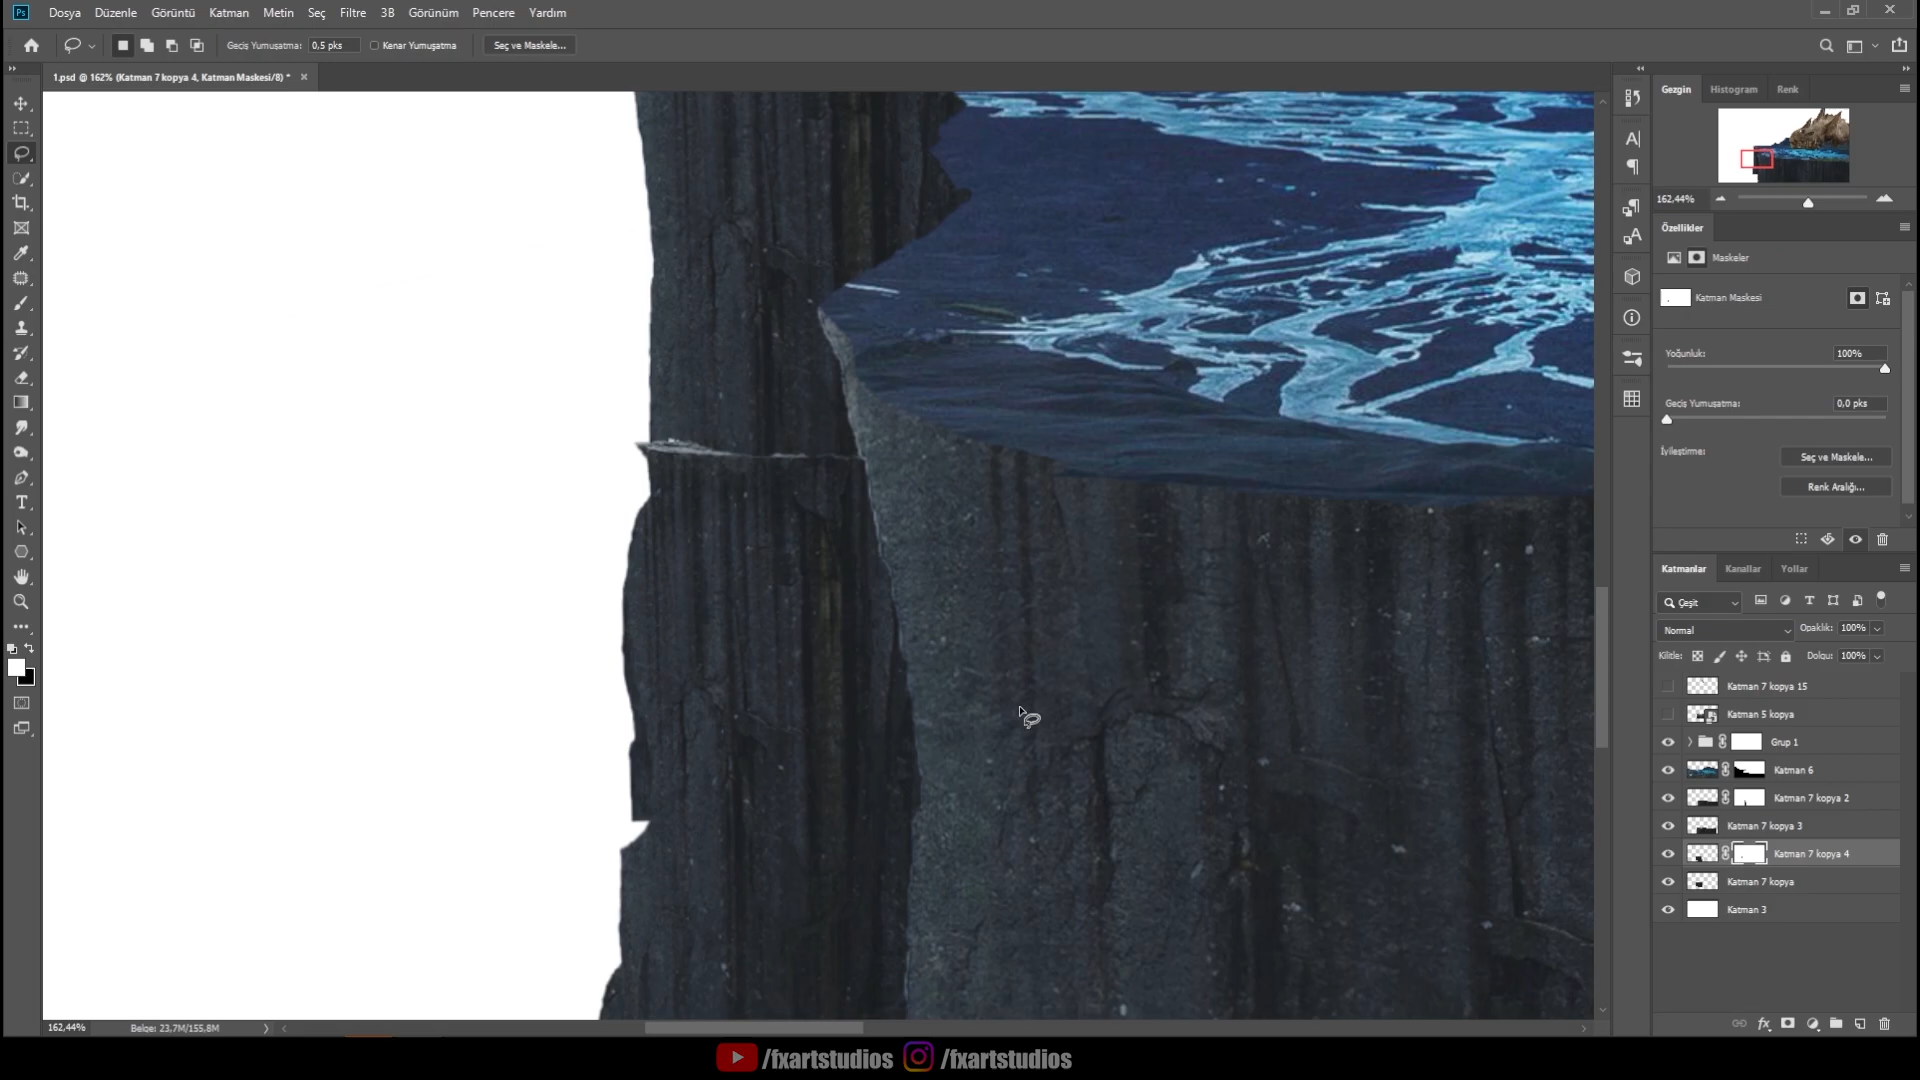 Ps Dosya Düzenle Görüntü Katman Metin Seç Filtre 3B Görünüm Pencere Yardım
Geçiş Yumuşatma: 0,5 pks Kenar Yumuşatma Seç ve Maskele...
1.psd @ 162% (Katman 7 kopya 4, Katman Maskesi/8) *
Gezgin Histogram Renk
162,44%
Özellikler
Maskeler
Katman Maskesi
Yoğunluk: 100%
Geçiş Yumuşatma: 0,0 pks
İyileştirme: Seç ve Maskele...
Renk Aralığı...
Katmanlar Kanallar Yollar
Çeşit
Normal Opaklık: 100%
Kilitle: Dolgu: 100%
Katman 7 kopya 15
Katman 5 kopya
Grup 1
Katman 6
Katman 7 kopya 2
Katman 7 kopya 3
Katman 7 kopya 4
Katman 7 kopya
Katman 3
162,44% Belge: 23,7M/155,8M
/fxartstudios /fxartstudios